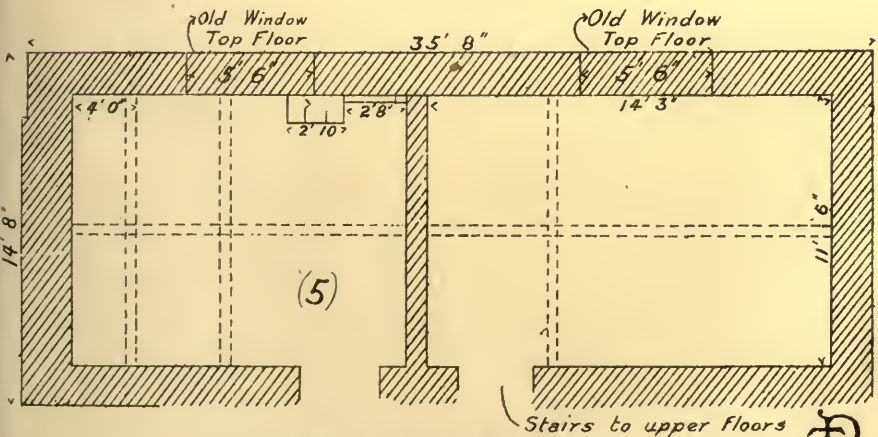 Old Window
Top Floor
35' 8"
Old Window
Top Floor
5' 6"
5' 6"
4' 0"
2' 10
2' 8'
14' 3"
14' 8"
11' 6"
(5)
Stairs to upper Floors